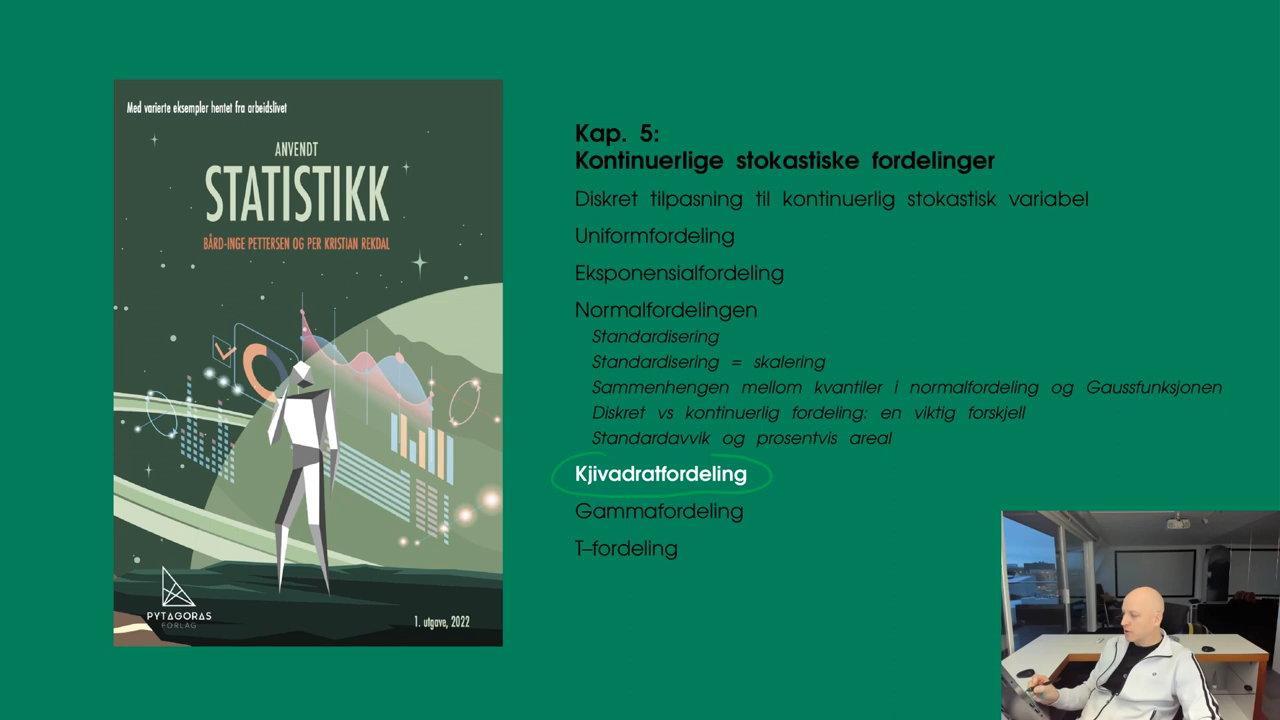 Med varierte eksempler hentet fra arbeidslivet
ANVENDT
STATISTIKK
BÅRD-INGE PETTERSEN OG PER KRISTIAN REKDAL
PYTAGORAS
FORLAG
1. utgave, 2022
Kap. 5:
Kontinuerlige stokastiske fordelinger
Diskret tilpasning til kontinuerlig stokastisk variabel
Uniformfordeling
Eksponensialfordeling
Normalfordelingen
Standardisering
Standardisering = skalering
Sammenhengen mellom kvantiler i normalfordeling og Gaussfunksjonen
Diskret vs kontinuerlig fordeling: en viktig forskjell
Standardavvik og prosentvis areal
Kjivadratfordeling
Gammafordeling
T-fordeling